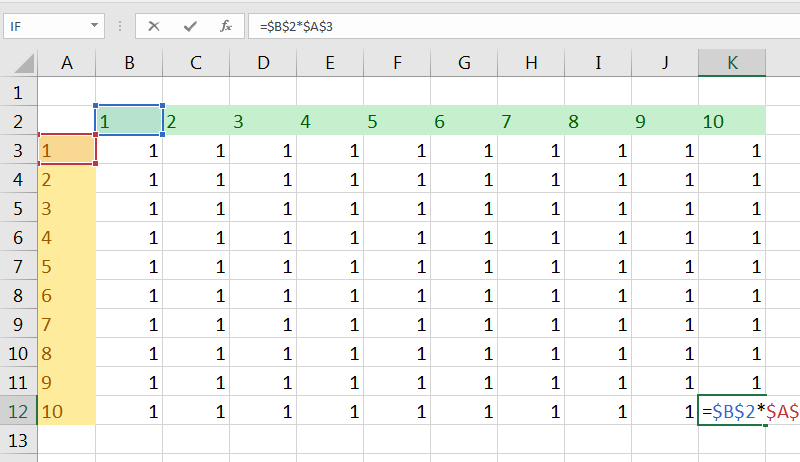 IF =$B$2*$A$3
A B C D E F G H I J K
1
2 1 2 3 4 5 6 7 8 9 10
3 1 1 1 1 1 1 1 1 1 1 1
4 2 1 1 1 1 1 1 1 1 1 1
5 3 1 1 1 1 1 1 1 1 1 1
6 4 1 1 1 1 1 1 1 1 1 1
7 5 1 1 1 1 1 1 1 1 1 1
8 6 1 1 1 1 1 1 1 1 1 1
9 7 1 1 1 1 1 1 1 1 1 1
10 8 1 1 1 1 1 1 1 1 1 1
11 9 1 1 1 1 1 1 1 1 1 1
12 10 1 1 1 1 1 1 1 1 1 =$B$2*$A$
13